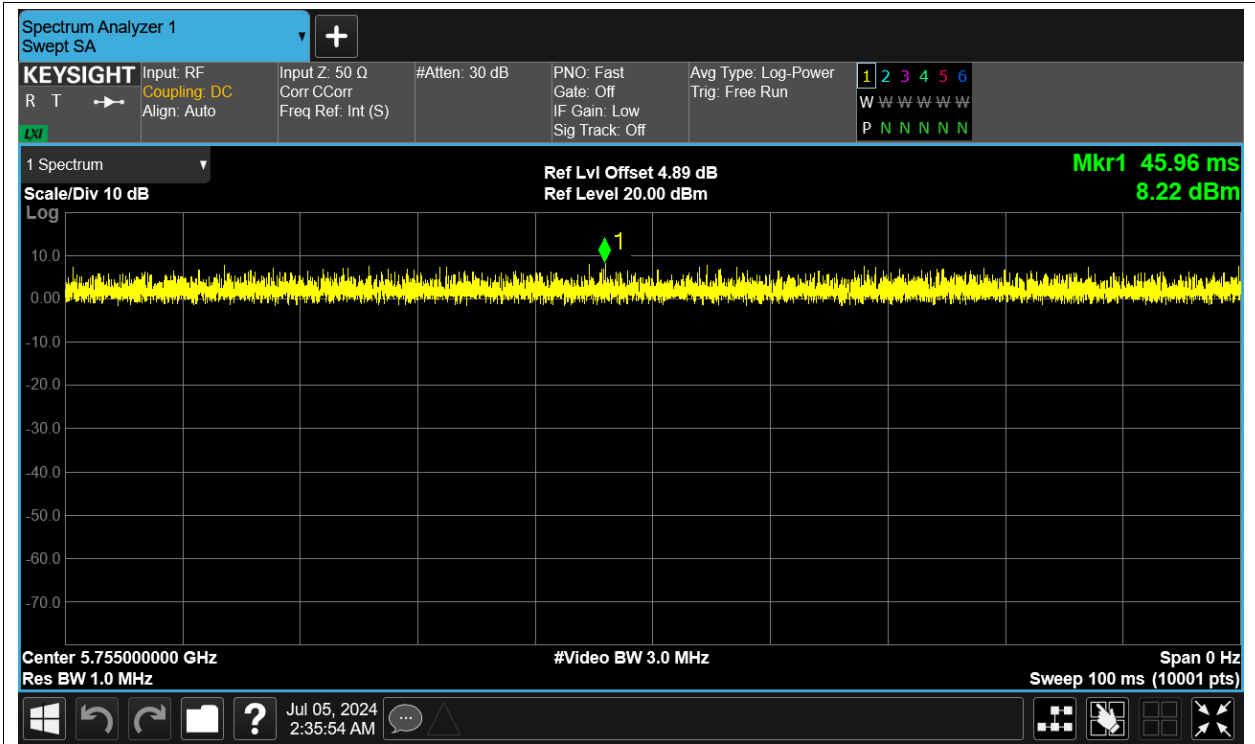 Spectrum Analyzer 1
Swept SA
KEYSIGHT
R T
LXI
Input: RF
Coupling: DC
Align: Auto
Input Z: 50 Ω
Corr CCorr
Freq Ref: Int (S)
#Atten: 30 dB
PNO: Fast
Gate: Off
IF Gain: Low
Sig Track: Off
Avg Type: Log-Power
Trig: Free Run
1 2 3 4 5 6
W W W W W W
P N N N N N
1 Spectrum
Scale/Div 10 dB
Ref Lvl Offset 4.89 dB
Ref Level 20.00 dBm
Mkr1 45.96 ms
8.22 dBm
Log
1
10.0
0.00
-10.0
-20.0
-30.0
-40.0
-50.0
-60.0
-70.0
Center 5.755000000 GHz
#Video BW 3.0 MHz
Span 0 Hz
Res BW 1.0 MHz
Sweep 100 ms (10001 pts)
?
Jul 05, 2024
2:35:54 AM